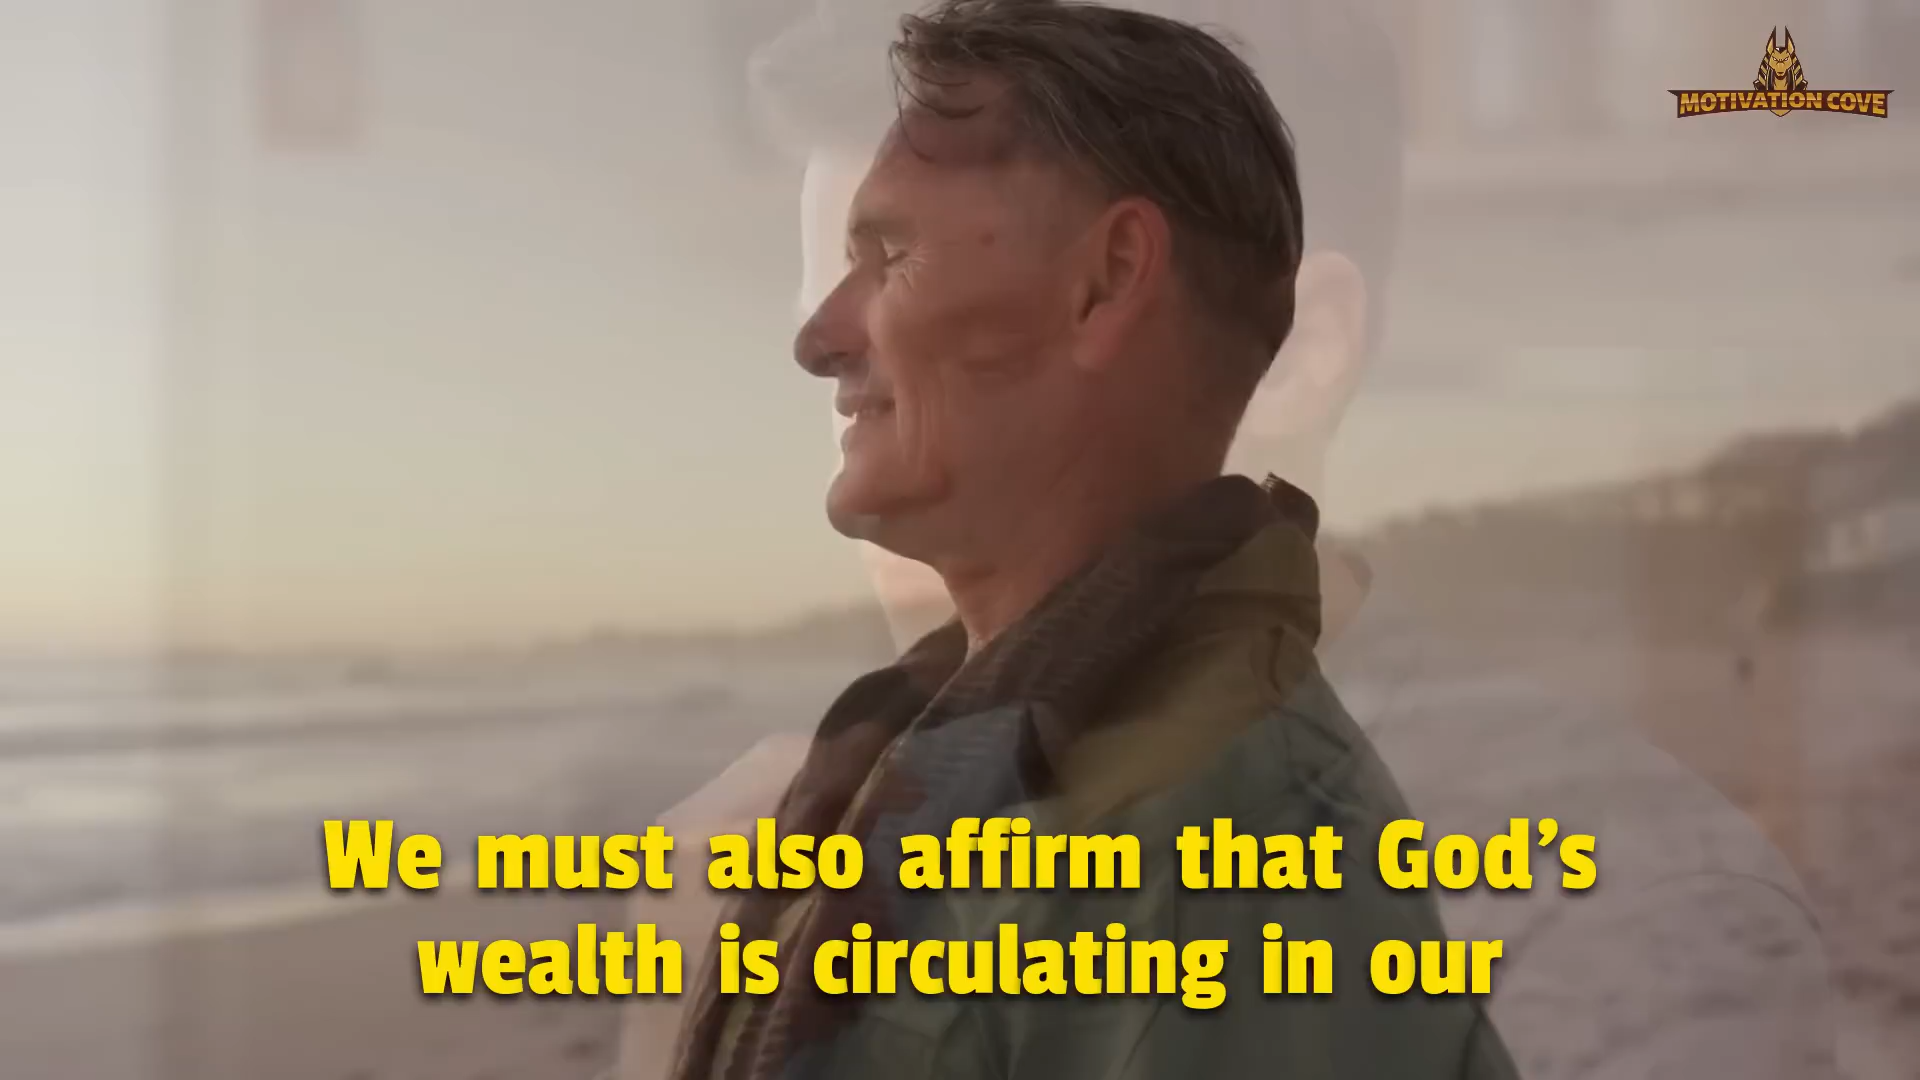 MOTIVATION COVE
We must also affirm that God’s
wealth is circulating in our